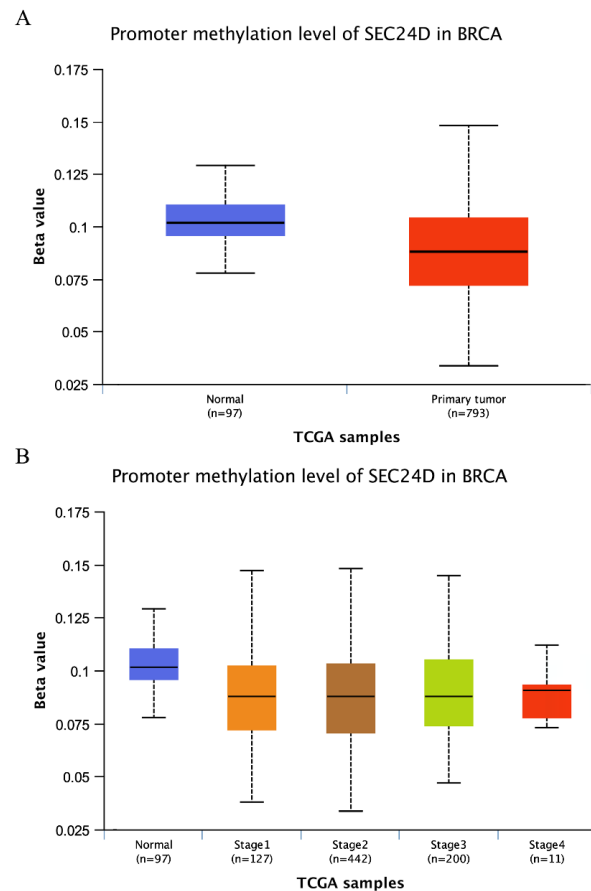 A
Promoter methylation level of SEC24D in BRCA
0.175
0.15
0.125
0.1
0.075
0.05
0.025
Beta value
Normal
(n=97)
Primary tumor
(n=793)
TCGA samples
B
Promoter methylation level of SEC24D in BRCA
0.175
0.15
0.125
0.1
0.075
0.05
0.025
Beta value
Normal
(n=97)
Stage1
(n=127)
Stage2
(n=442)
Stage3
(n=200)
Stage4
(n=11)
TCGA samples